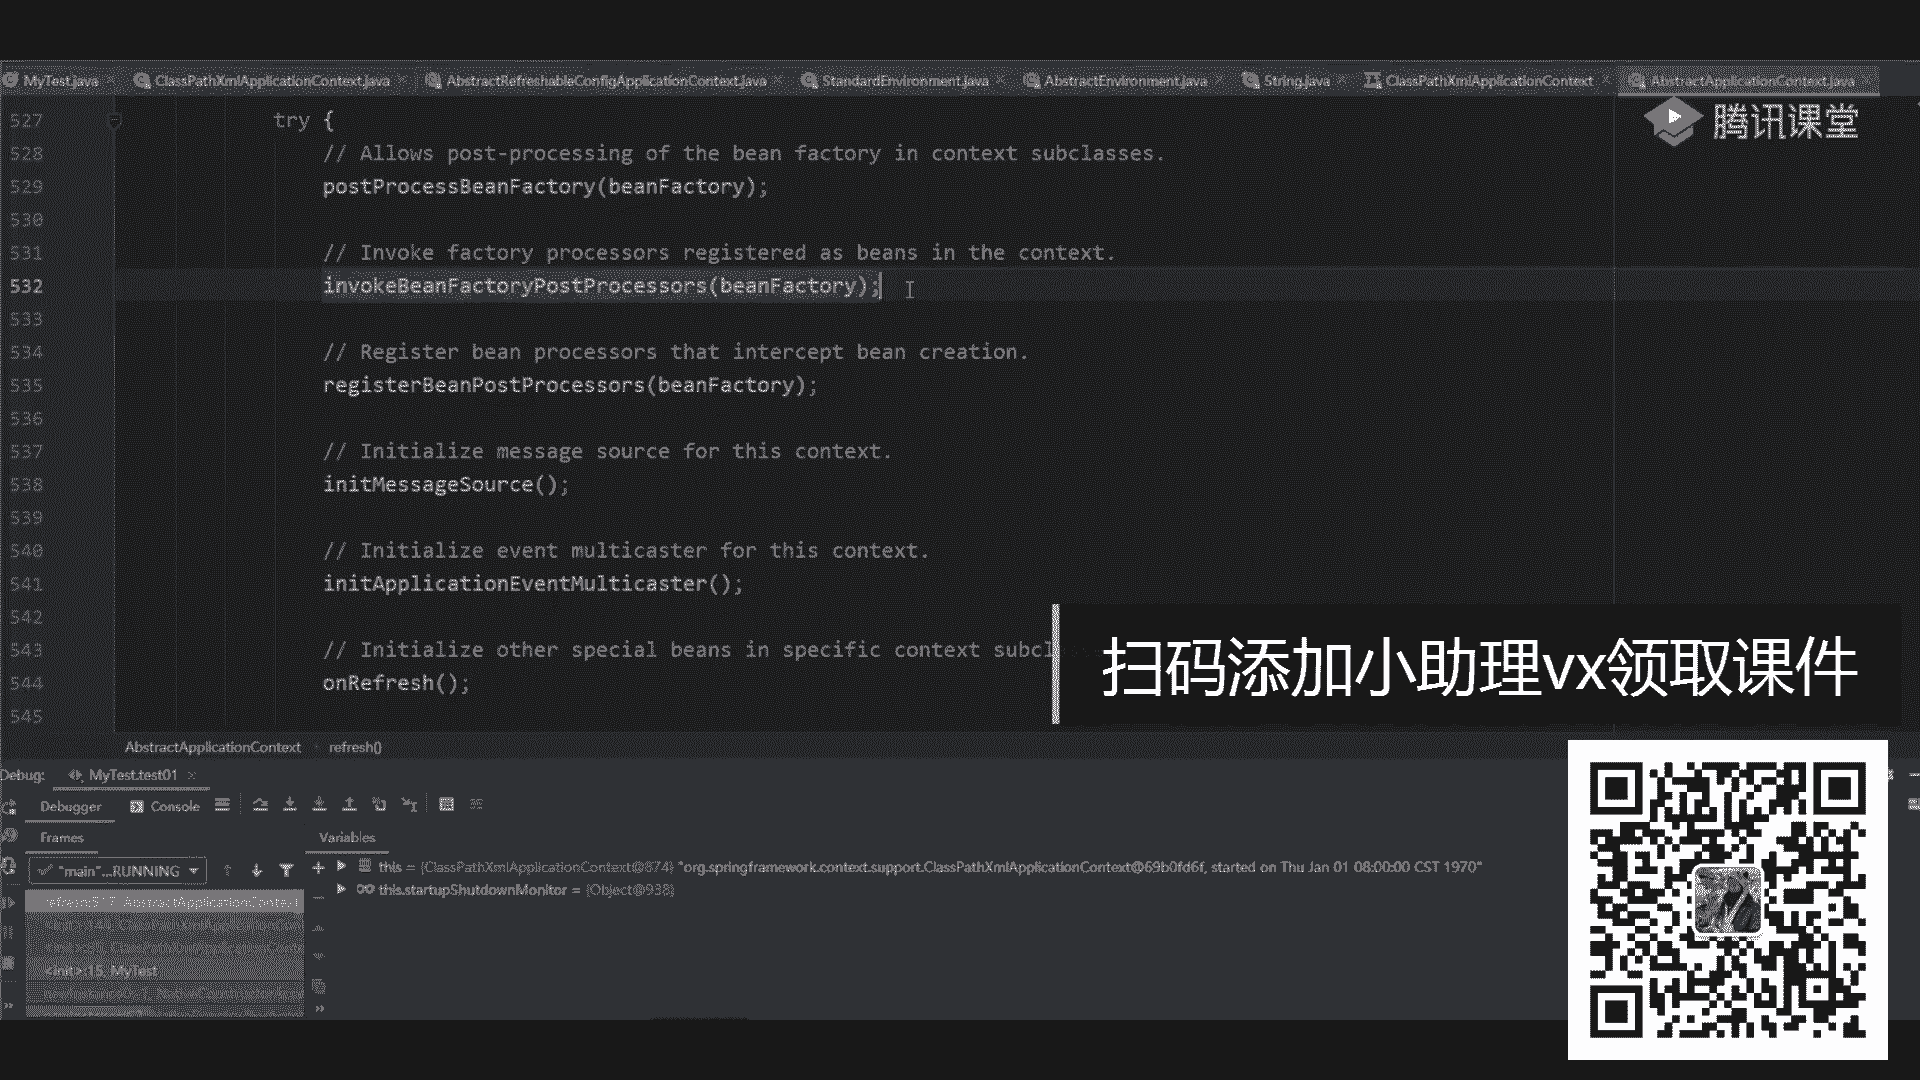 MyTest.java
ClassPathXmlApplicationContext.java
AbstractRefreshableConfigApplicationContext.java
StandardEnvironment.java
AbstractEnvironment.java
String.java
ClassPathXmlApplicationContext
AbstractApplicationContext.java
腾讯课堂
527 try {
528 // Allows post-processing of the bean factory in context subclasses.
529 postProcessBeanFactory(beanFactory);
530
531 // Invoke factory processors registered as beans in the context.
532 invokeBeanFactoryPostProcessors(beanFactory);
533
534 // Register bean processors that intercept bean creation.
535 registerBeanPostProcessors(beanFactory);
536
537 // Initialize message source for this context.
538 initMessageSource();
539
540 // Initialize event multicaster for this context.
541 initApplicationEventMulticaster();
542
543 // Initialize other special beans in specific context subcl
544 onRefresh();
545
扫码添加小助理vx领取课件
AbstractApplicationContext refresh()
Debug: MyTest.test01
Debugger Console
Frames Variables
"main"...RUNNING
this = {ClassPathXmlApplicationContext@874} "org.springframework.context.support.ClassPathXmlApplicationContext@69b0fd6f, started on Thu Jan 01 08:00:00 CST 1970"
this.startupShutdownMonitor = {Object@938}
refresh:517, AbstractApplicationContext
<init>:15, MyTest